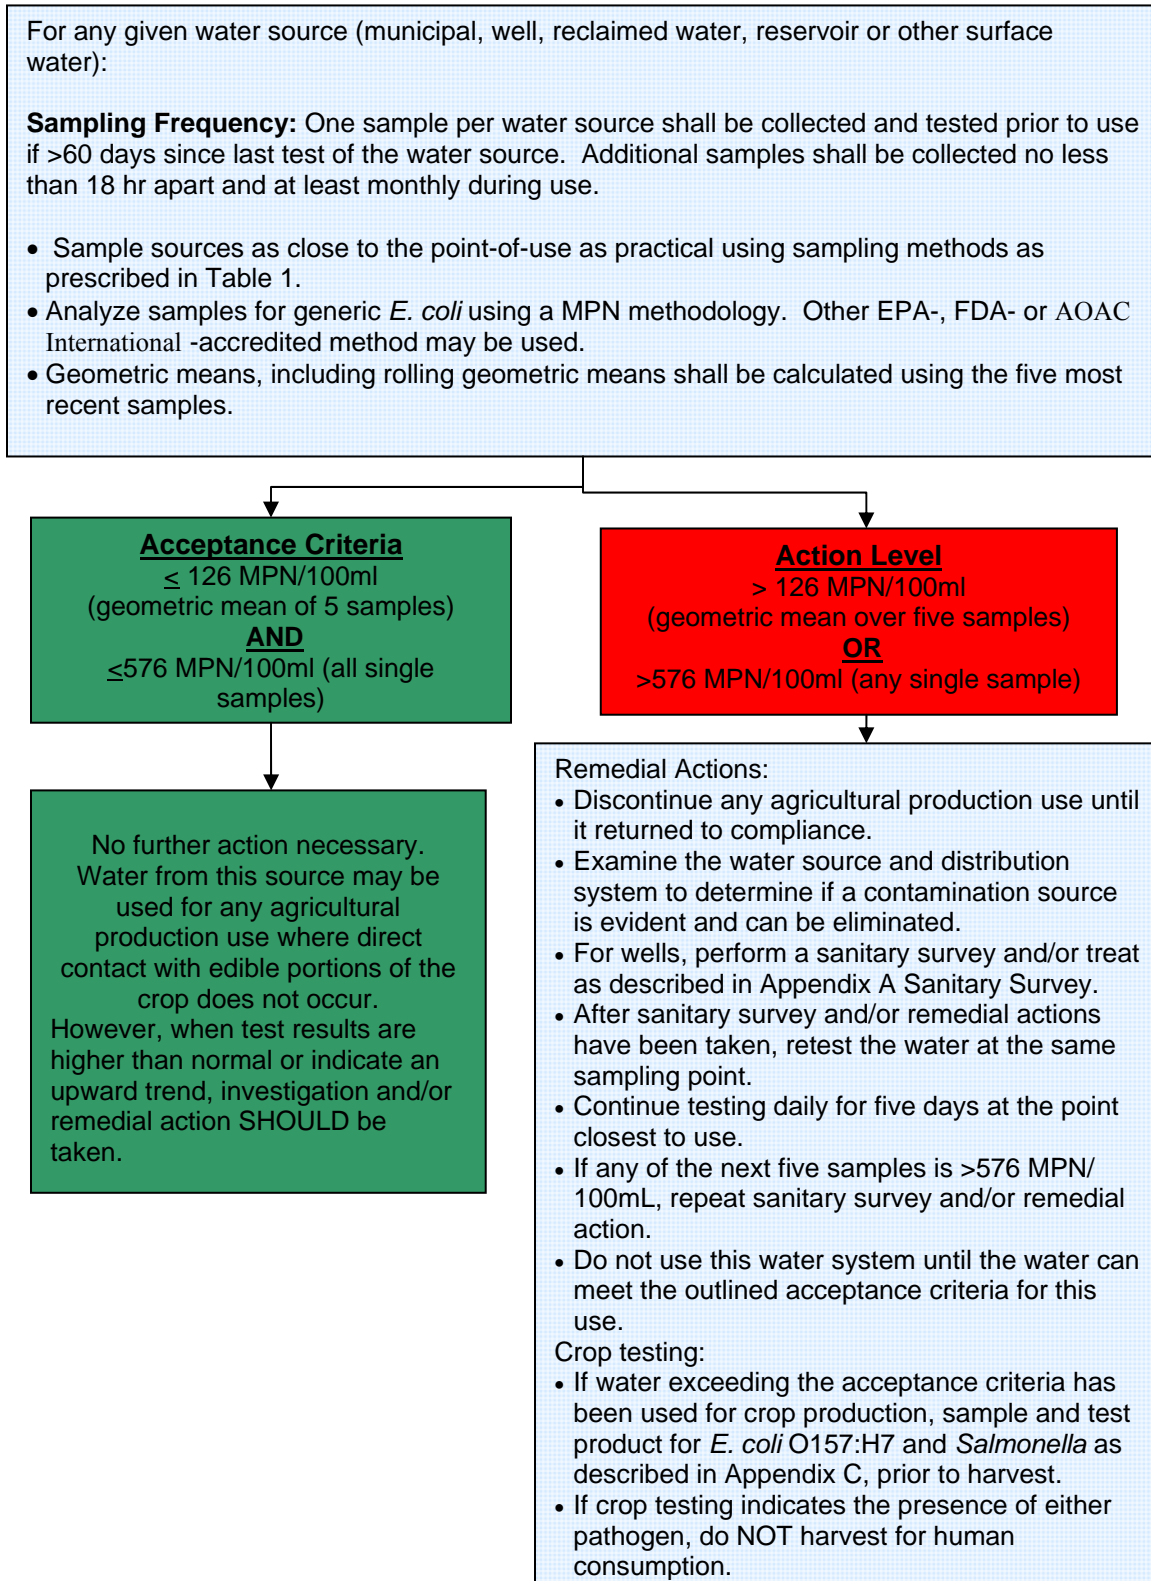 For any given water source (municipal, well, reclaimed water, reservoir or other surface
water):
Sampling Frequency: One sample per water source shall be collected and tested prior to use
if >60 days since last test of the water source.  Additional samples shall be collected no less
than 18 hr apart and at least monthly during use.
• Sample sources as close to the point-of-use as practical using sampling methods as
prescribed in Table 1.
• Analyze samples for generic E. coli using a MPN methodology.  Other EPA-, FDA- or AOAC
International -accredited method may be used.
• Geometric means, including rolling geometric means shall be calculated using the five most
recent samples.
Acceptance Criteria
≤ 126 MPN/100ml
(geometric mean of 5 samples)
AND
≤576 MPN/100ml (all single
samples)
No further action necessary.
Water from this source may be
used for any agricultural
production use where direct
contact with edible portions of the
crop does not occur.
However, when test results are
higher than normal or indicate an
upward trend, investigation and/or
remedial action SHOULD be
taken.
Action Level
> 126 MPN/100ml
(geometric mean over five samples)
OR
>576 MPN/100ml (any single sample)
Remedial Actions:
• Discontinue any agricultural production use until
it returned to compliance.
• Examine the water source and distribution
system to determine if a contamination source
is evident and can be eliminated.
• For wells, perform a sanitary survey and/or treat
as described in Appendix A Sanitary Survey.
• After sanitary survey and/or remedial actions
have been taken, retest the water at the same
sampling point.
• Continue testing daily for five days at the point
closest to use.
• If any of the next five samples is >576 MPN/
100mL, repeat sanitary survey and/or remedial
action.
• Do not use this water system until the water can
meet the outlined acceptance criteria for this
use.
Crop testing:
• If water exceeding the acceptance criteria has
been used for crop production, sample and test
product for E. coli O157:H7 and Salmonella as
described in Appendix C, prior to harvest.
• If crop testing indicates the presence of either
pathogen, do NOT harvest for human
consumption.